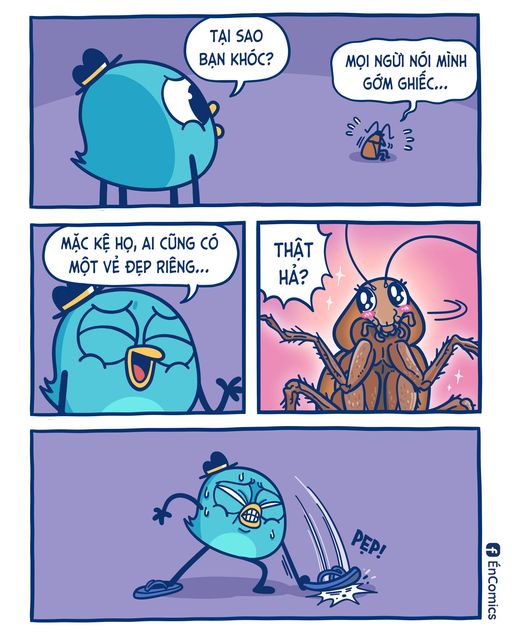 TẠI SAO
BẠN KHÓC?
MỌI NGƯỜI NÓI MÌNH
GỚM GHIẾC...
MẶC KỆ HỌ, AI CŨNG CÓ
MỘT VẺ ĐẸP RIÊNG...
THẬT
HẢ?
PẸP!
ÉnComics